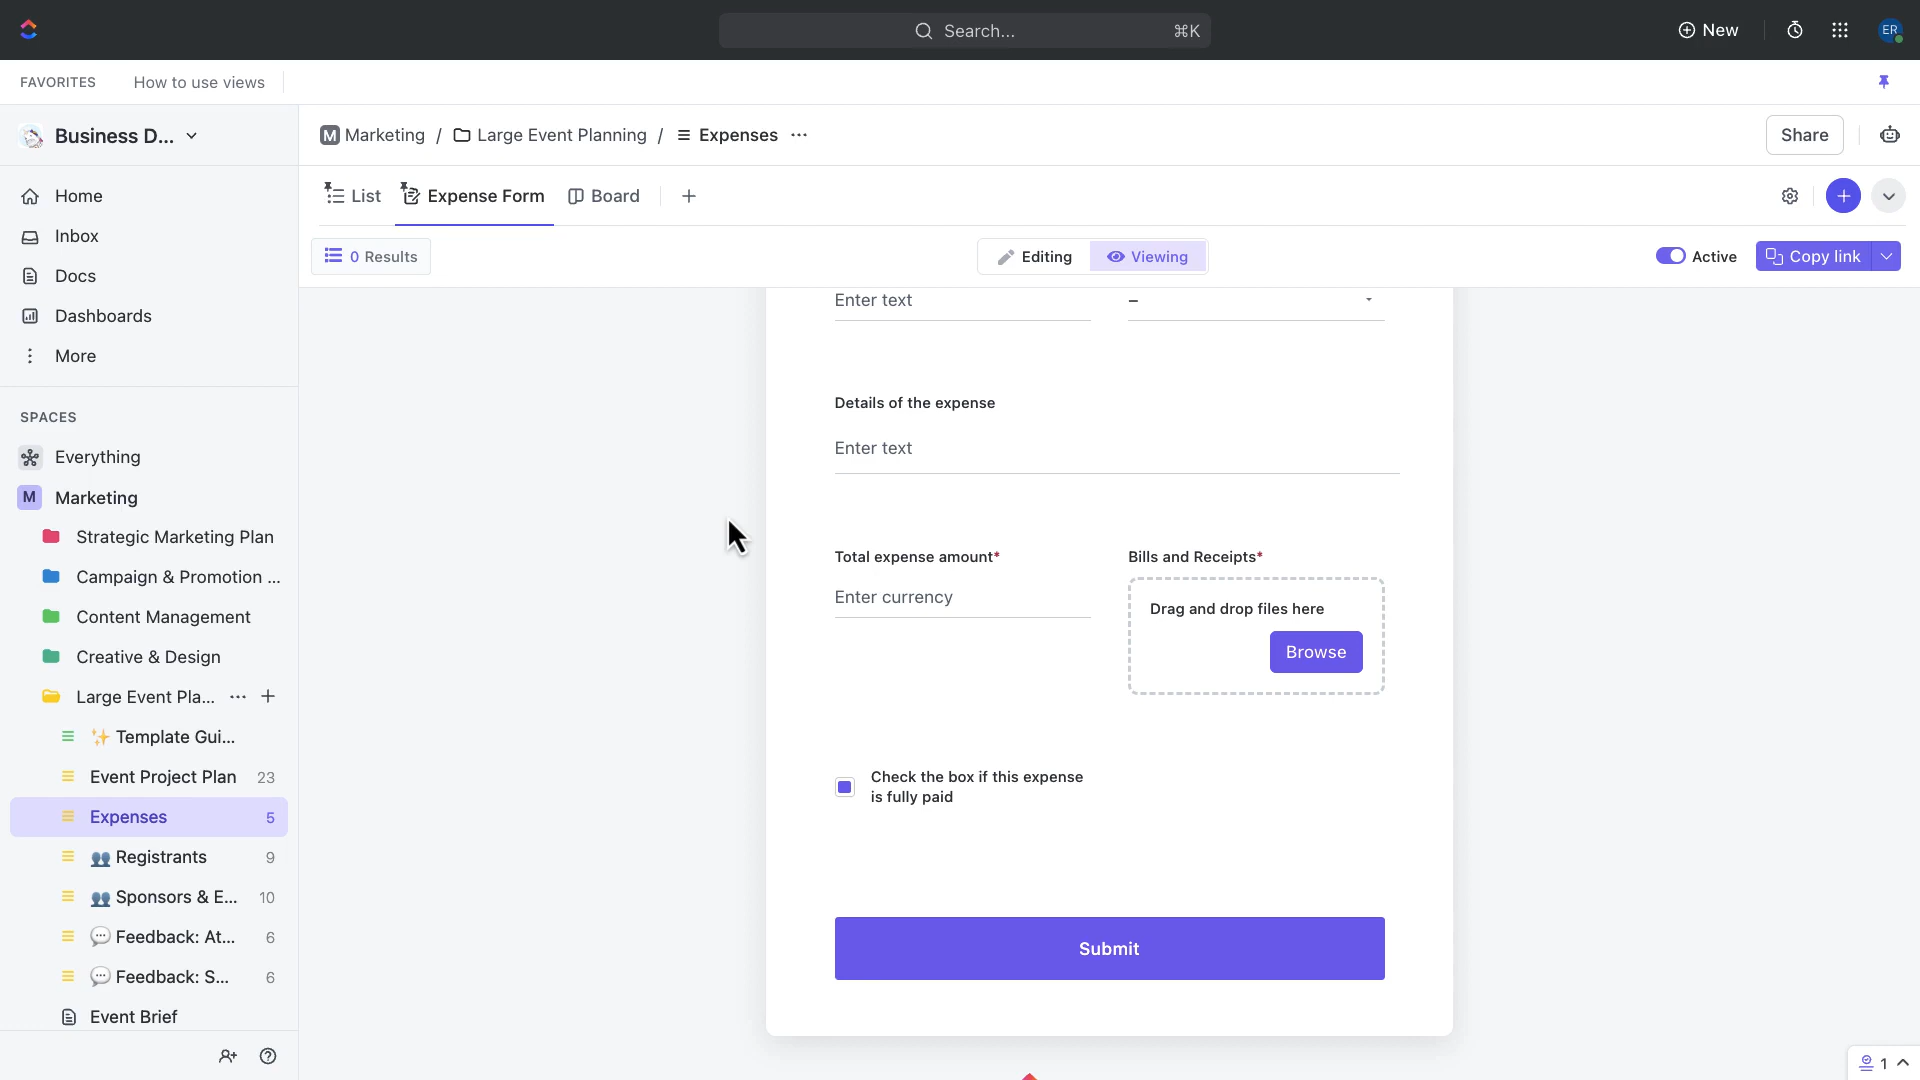 Search...
⌘K
New
ER
FAVORITES
How to use views
Business D...
M Marketing / Large Event Planning / Expenses
Share
Home
Inbox
Docs
Dashboards
More
SPACES
Everything
M Marketing
Strategic Marketing Plan
Campaign & Promotion ...
Content Management
Creative & Design
Large Event Pla...
✨ Template Gui...
Event Project Plan 23
Expenses 5
👥 Registrants 9
👥 Sponsors & E... 10
💬 Feedback: At... 6
💬 Feedback: S... 6
Event Brief
List
Expense Form
Board
0 Results
Editing
Viewing
Active
Copy link
Enter text
–
Details of the expense
Enter text
Total expense amount*
Enter currency
Bills and Receipts*
Drag and drop files here
Browse
Check the box if this expense
is fully paid
Submit
1